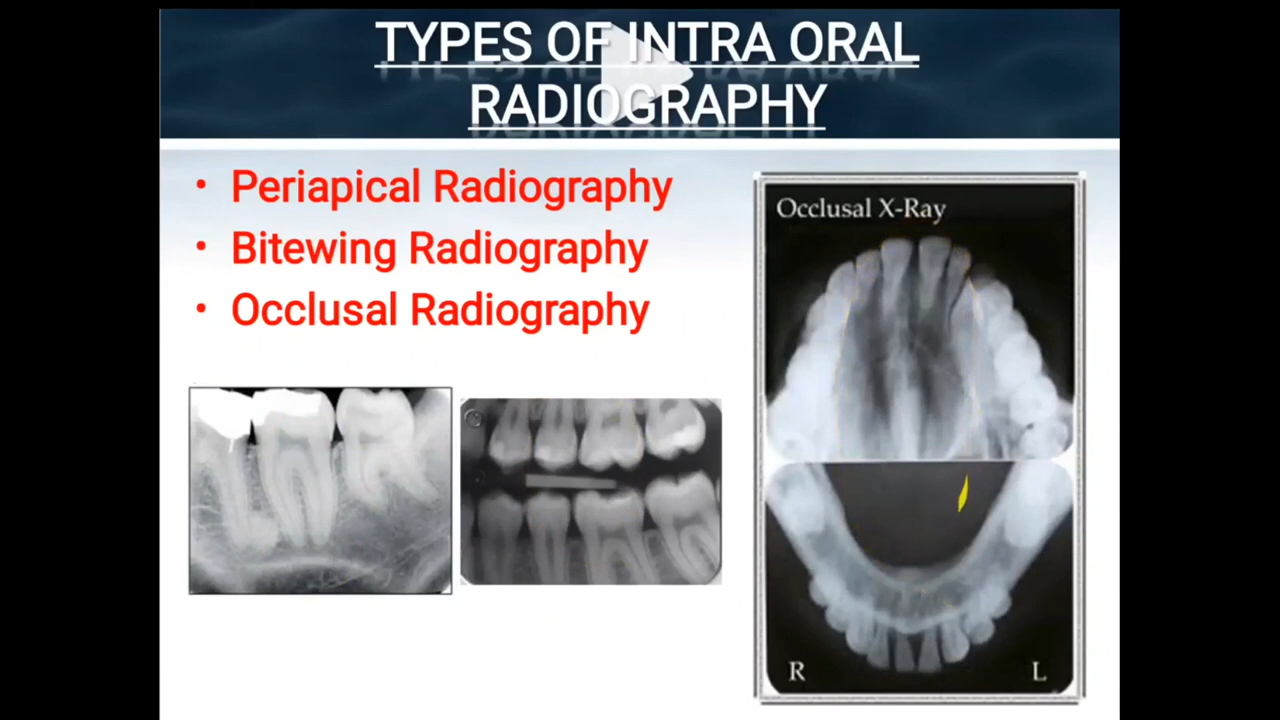 TYPES OF INTRA ORAL
RADIOGRAPHY
• Periapical Radiography
• Bitewing Radiography
• Occlusal Radiography
Occlusal X-Ray
R L